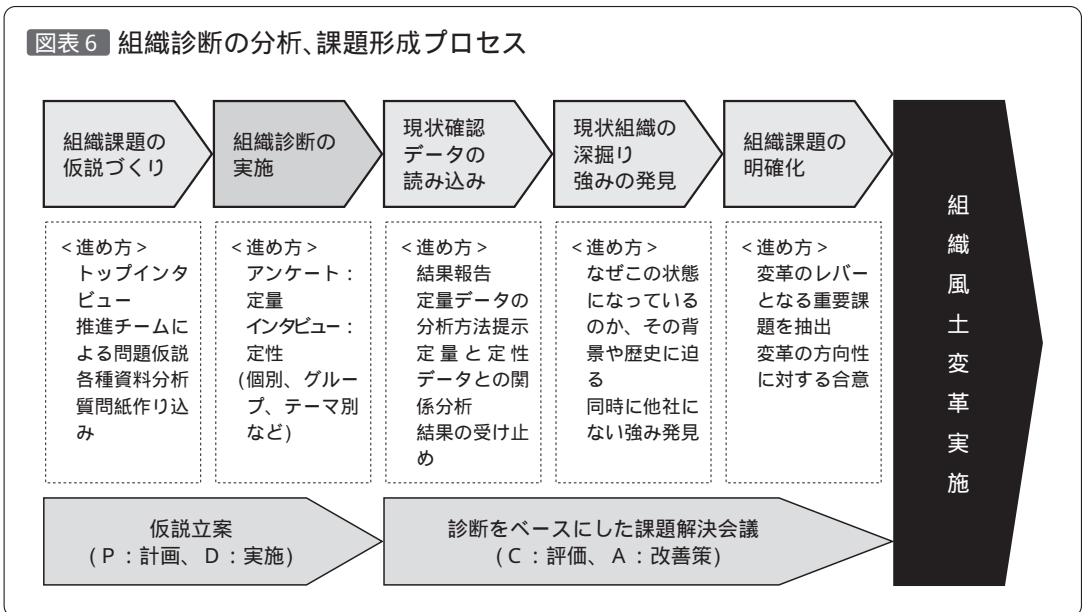 図表6 組織診断の分析、課題形成プロセス
組織課題の
仮説づくり
組織診断の
実施
現状確認
データの
読み込み
現状組織の
深掘り
強みの発見
組織課題の
明確化
<進め方>
トップインタ
ビュー
推進チームに
よる問題仮説
各種資料分析
質問紙作り込
み
<進め方>
アンケート：
定量
インタビュー：
定性
(個別、グルー
プ、テーマ別
など)
<進め方>
結果報告
定量データの
分析方法提示
定量と定性
データとの関
係分析
結果の受け止
め
<進め方>
なぜこの状態
になっている
のか、その背
景や歴史に迫
る
同時に他社に
ない強み発見
<進め方>
変革のレバー
となる重要課
題を抽出
変革の方向性
に対する合意
仮説立案
(P：計画、D：実施)
診断をベースにした課題解決会議
(C：評価、A：改善策)
組織風土変革実施